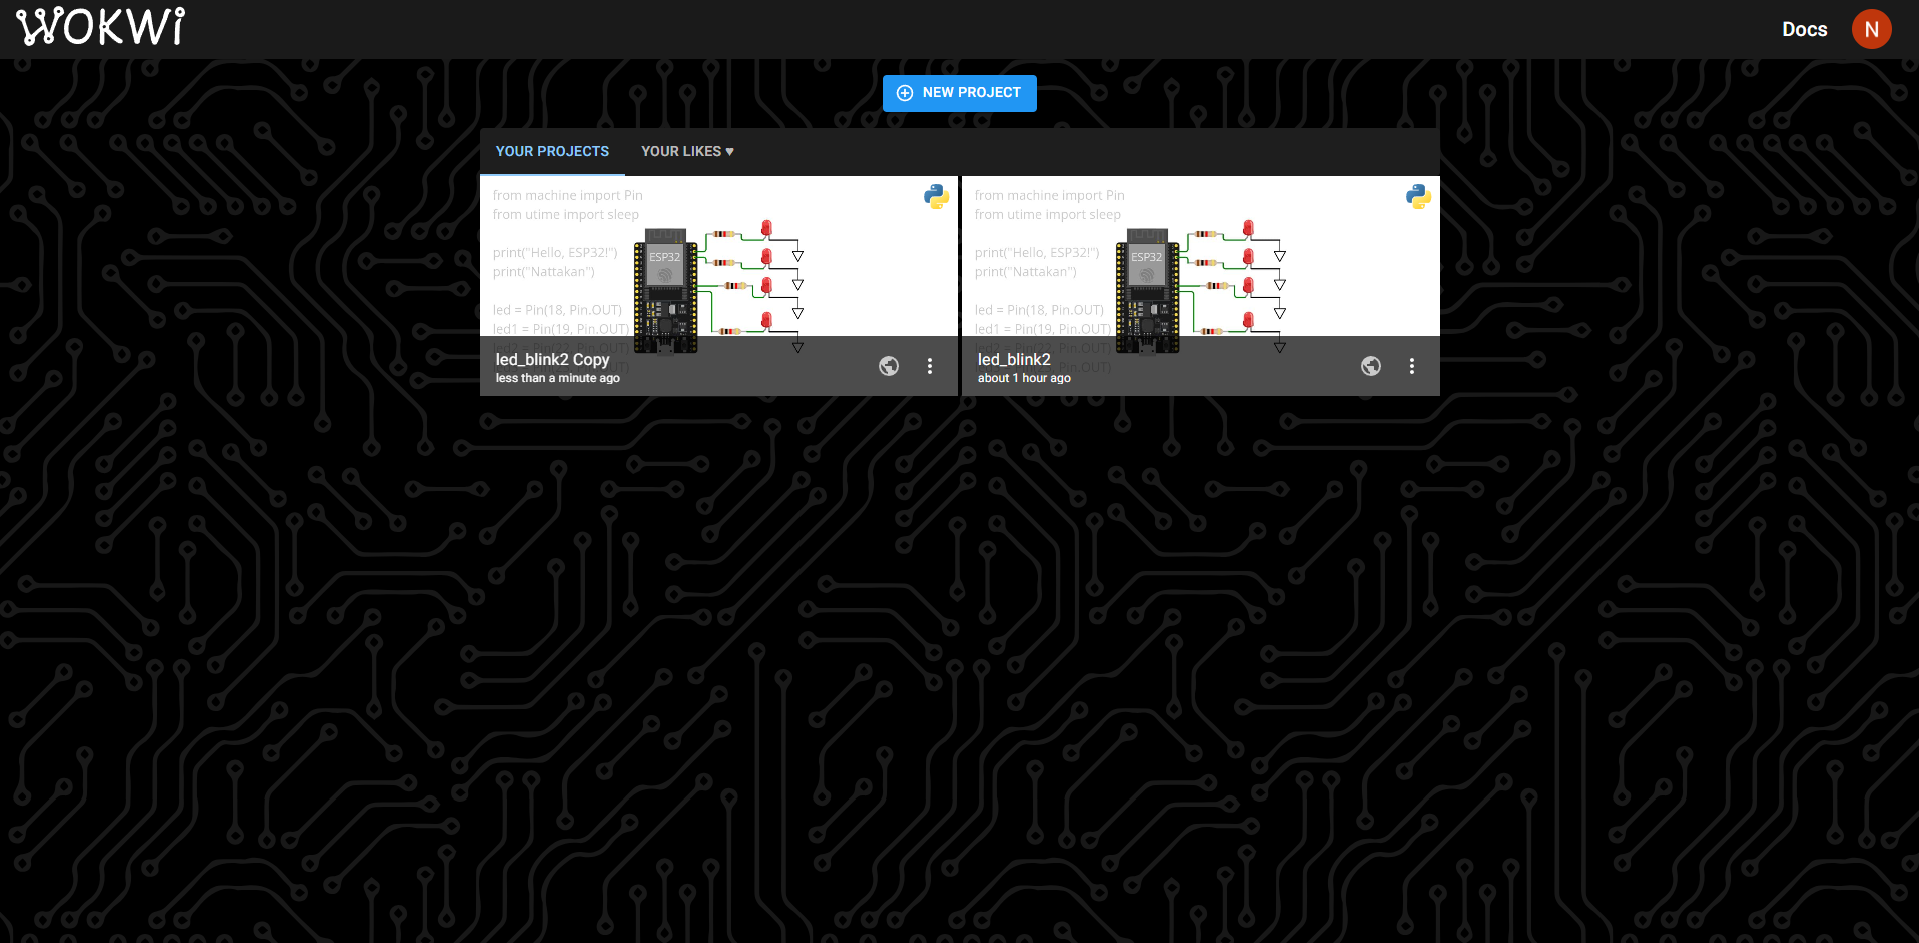 WOKWi
Docs
N
NEW PROJECT
YOUR PROJECTS
YOUR LIKES ♥
from machine import Pin
from utime import sleep
print("Hello, ESP32!")
print("Nattakan")
led = Pin(18, Pin.OUT)
led1 = Pin(19, Pin.OUT)
led2 = Pin(22, Pin.OUT)
ESP32
led_blink2 Copy
less than a minute ago
from machine import Pin
from utime import sleep
print("Hello, ESP32!")
print("Nattakan")
led = Pin(18, Pin.OUT)
led1 = Pin(19, Pin.OUT)
led2 = Pin(22, Pin.OUT)
ESP32
led_blink2
about 1 hour ago